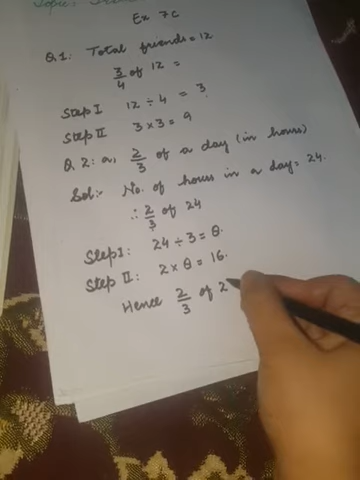 Topic:
Ex 7c
Q.1: Total friends = 12
3/4 of 12 =
Step I 12 ÷ 4 = 3
Step II 3 × 3 = 9
Q 2: a, 2/3 of a day (in hours)
Sol:- No. of hours in a day = 24.
∴ 2/3 of 24
Step I: 24 ÷ 3 = 8.
Step II: 2 × 8 = 16.
Hence 2/3 of 2